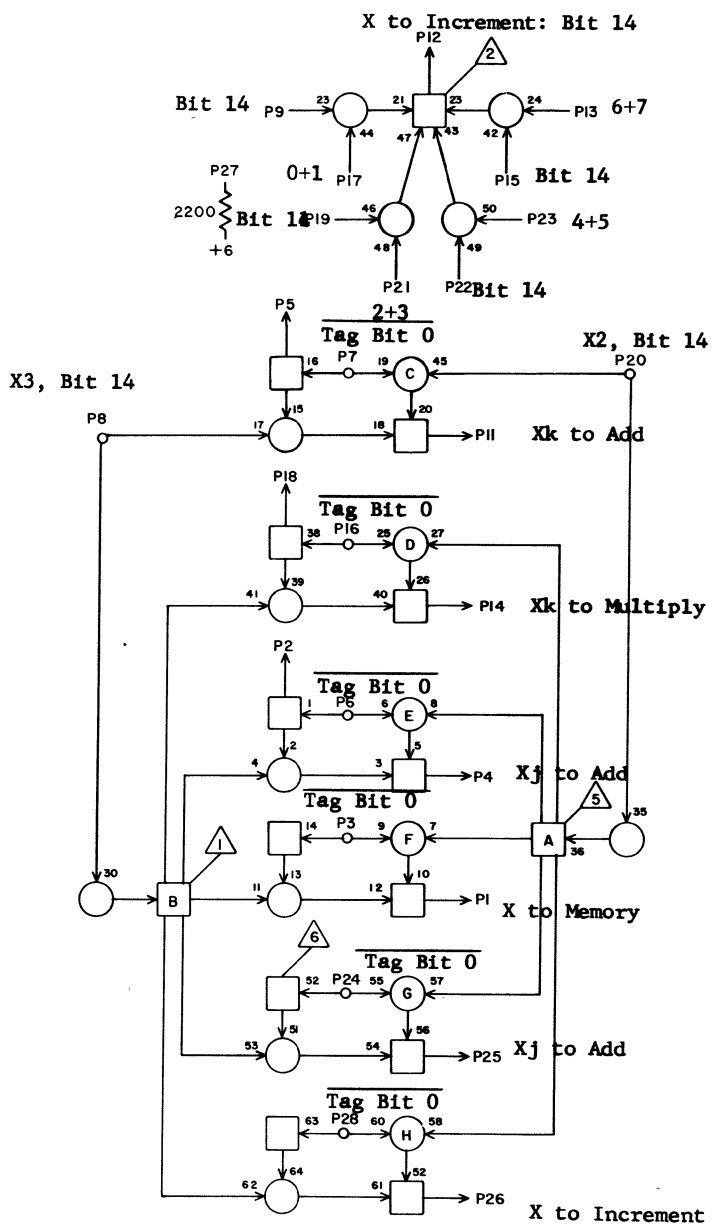 X to Increment: Bit 14
P12
2
Bit 14 P9 23 21 23 24 P13 6+7
44 47 43 42
P27 0+1 P17 P15 Bit 14
2200 Bit 14 P19 46 50 P23 4+5
+6 48 49
P21 P22 Bit 14
P5 2+3
Tag Bit 0 X2, Bit 14
16 P7 19 C 45 P20
X3, Bit 14
P8 15 20
17 18 P11 Xk to Add
P18
Tag Bit 0
38 P16 25 D 27
39 26
41 40 P14 Xk to Multiply
P2
Tag Bit 0
1 P6 6 E 8
2 5
4 3 P4 Xj to Add
Tag Bit 0 5
14 P3 9 F 7 A 36 35
1
30 13 10
B 11 12 P1 X to Memory
6
Tag Bit 0
52 P24 55 G 57
51 56
53 54 P25 Xj to Add
Tag Bit 0
63 P28 60 H 58
64 52
62 61 P26
X to Increment